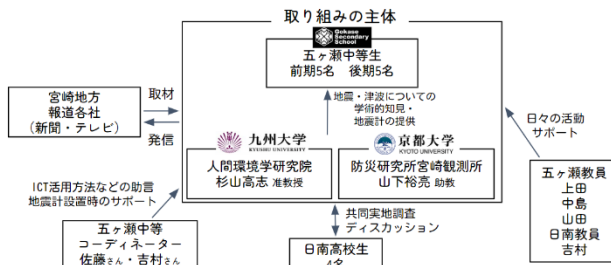 取り組みの主体
Gokase
Secondary
School
五ヶ瀬中等生
前期5名 後期5名
宮崎地方
報道各社
(新聞・テレビ)
取材
発信
地震・津波についての
学術的知見・
地震計の提供
九州大学
KYUSHU UNIVERSITY
人間環境学研究院
杉山高志 准教授
京都大学
KYOTO UNIVERSITY
防災研究所宮崎観測所
山下裕亮 助教
日々の活動
サポート
五ヶ瀬教員
上田
中島
山田
日南教員
吉村
ICT活用方法などの助言
地震計設置時のサポート
五ヶ瀬中等
コーディネーター
佐藤さん・吉村さん
共同実地調査
ディスカッション
日南高校生
4名